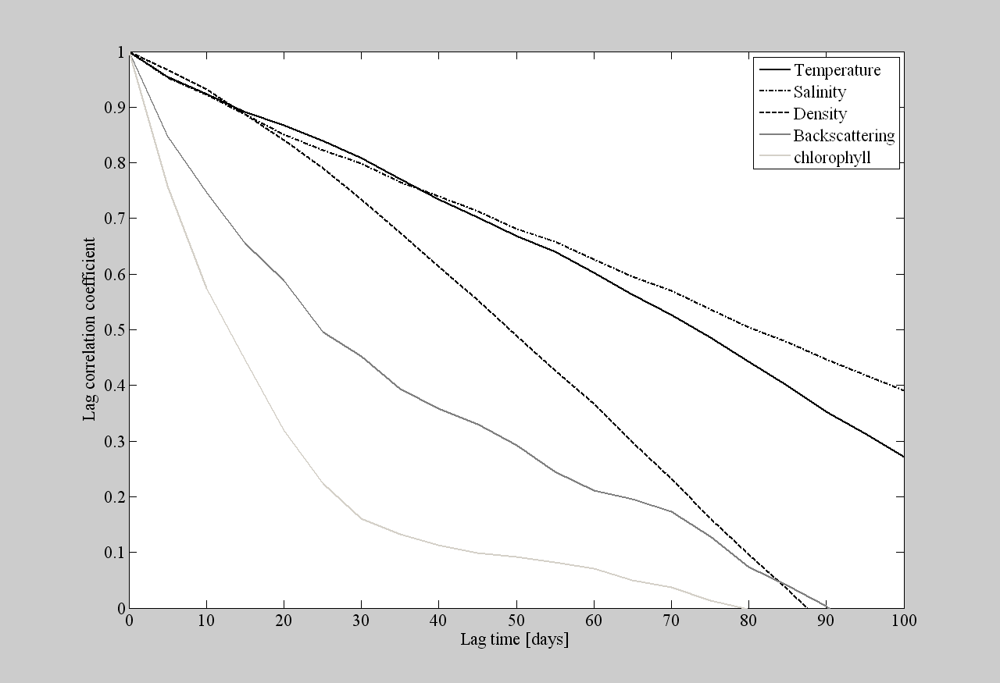 1
0.9
0.8
0.7
0.6
0.5
0.4
0.3
0.2
0.1
0
Lag correlation coefficient
0 10 20 30 40 50 60 70 80 90 100
Lag time [days]
Temperature
Salinity
Density
Backscattering
chlorophyll